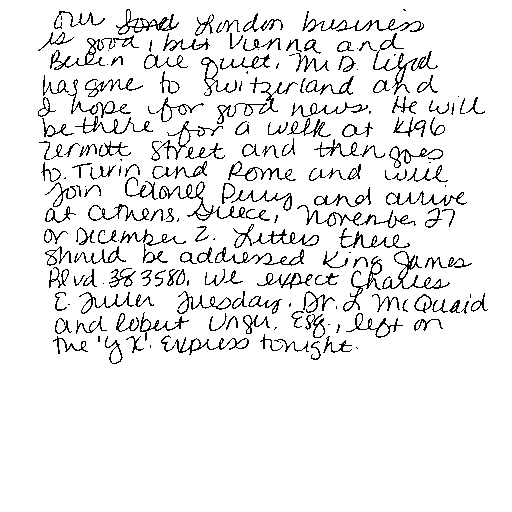 Our London business
is good, but Vienna and
Berlin are quiet. Mr. D. Lloyd
has gone to Switzerland and
I hope for good news. He will
be there for a week at 1496
Zermott Street and then goes
to Turin and Rome and will
join Colonel Perry and arrive
at Athens, Greece, November 27
or December 2. Letters there
should be addressed King James
Blvd. 3580. We expect Charles
E. Fuller Tuesday. Dr. L McQuaid
and Robert Unger, Esq., left on
the 'Y X' Express tonight.